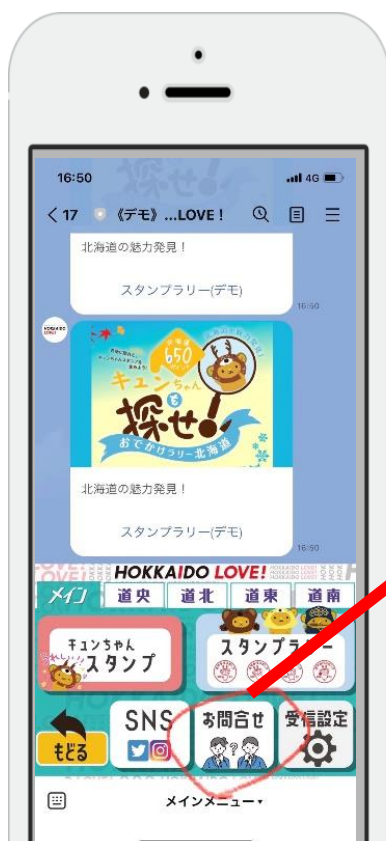 16:50
4G
17
《デモ》...LOVE!
北海道の魅力発見！
スタンプラリー(デモ)
16:50
650
キュンちゃん
を
探せ！
おでかけラリー北海道
北海道の魅力発見！
スタンプラリー(デモ)
16:50
HOKKAIDO LOVE!
メイン
道央
道北
道東
道南
キュンちゃん
スタンプ
スタンプラリー
もどる
SNS
お問合せ
受信設定
メインメニュー